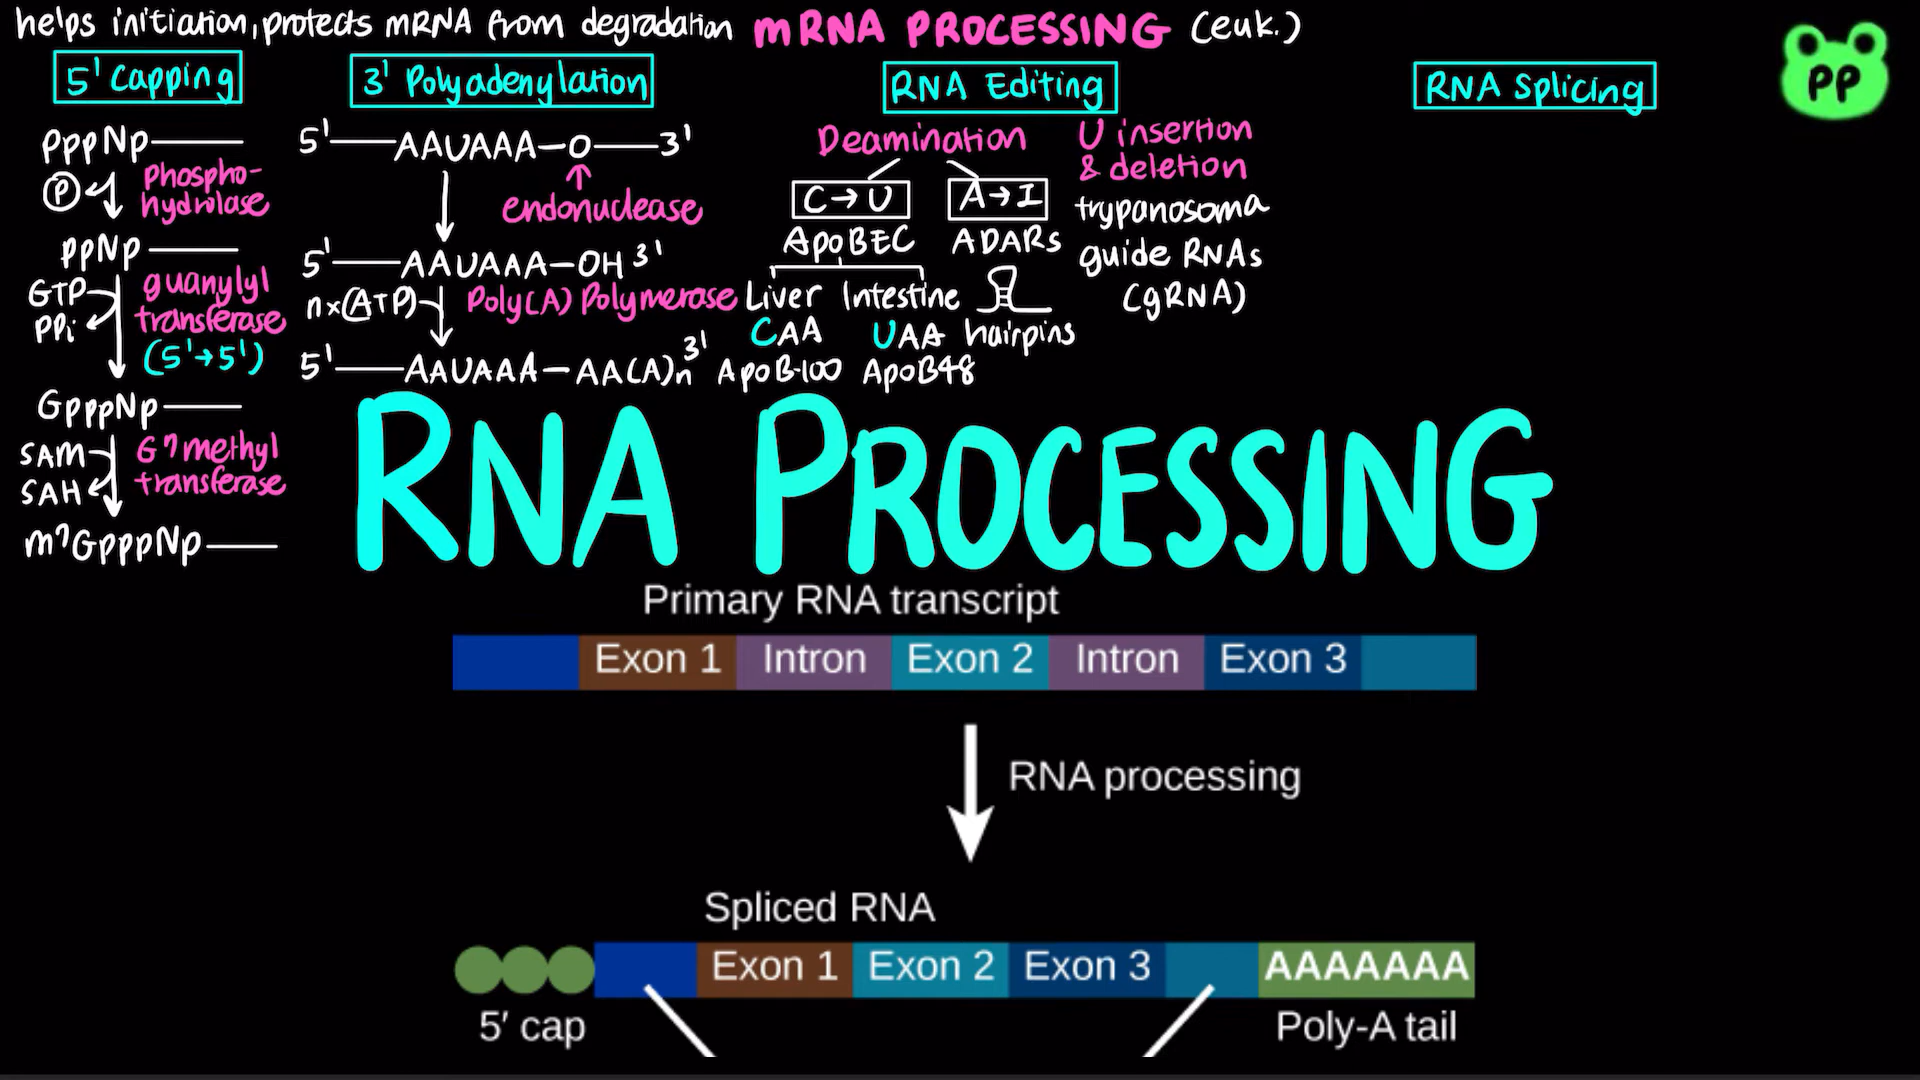 helps initiation, protects mRNA from degradation
mRNA PROCESSING (euk.)
PP
5' Capping
PppNp
P
Phospho-
hydrolase
ppNp
GTP
PPi
guanylyl
transferase
(5'→5')
GpppNp
SAM
SAH
G7 methyl
transferase
m7GpppNp
3' Polyadenylation
5' AAUAAA-O 3'
endonuclease
5' AAUAAA-OH 3'
n×(ATP) Poly(A) Polymerase
5' AAUAAA-AA(A)n 3'
RNA Editing
Deamination
C→U
A→I
ApoBEC
ADARs
Liver
Intestine
CAA
UAA
hairpins
ApoB-100
ApoB48
U insertion
& deletion
trypanosoma
guide RNAs
(gRNA)
RNA Splicing
RNA PROCESSING
Primary RNA transcript
Exon 1 Intron Exon 2 Intron Exon 3
RNA processing
Spliced RNA
Exon 1 Exon 2 Exon 3 AAAAAAA
5′ cap
Poly-A tail